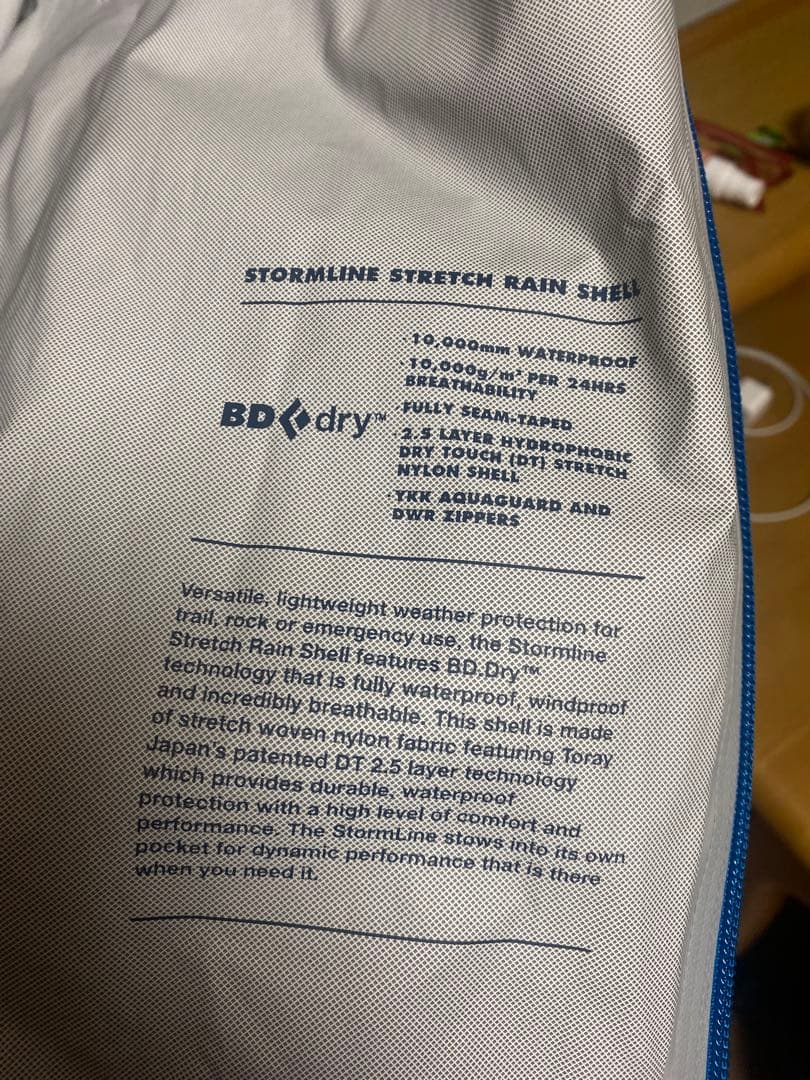 STORMLINE STRETCH RAIN SHELL
· 10,000mm WATERPROOF
· 10,000g/m² PER 24HRS
BREATHABILITY
· FULLY SEAM-TAPED
· 2.5 LAYER HYDROPHOBIC
DRY TOUCH (DT) STRETCH
NYLON SHELL
· YKK AQUAGUARD AND
DWR ZIPPERS
BD dry™
Versatile, lightweight weather protection for
trail, rock or emergency use, the Stormline
Stretch Rain Shell features BD.Dry™
technology that is fully waterproof, windproof
and incredibly breathable. This shell is made
of stretch woven nylon fabric featuring Toray
Japan's patented DT 2.5 layer technology
which provides durable, waterproof
protection with a high level of comfort and
performance. The StormLine stows into its own
pocket for dynamic performance that is there
when you need it.